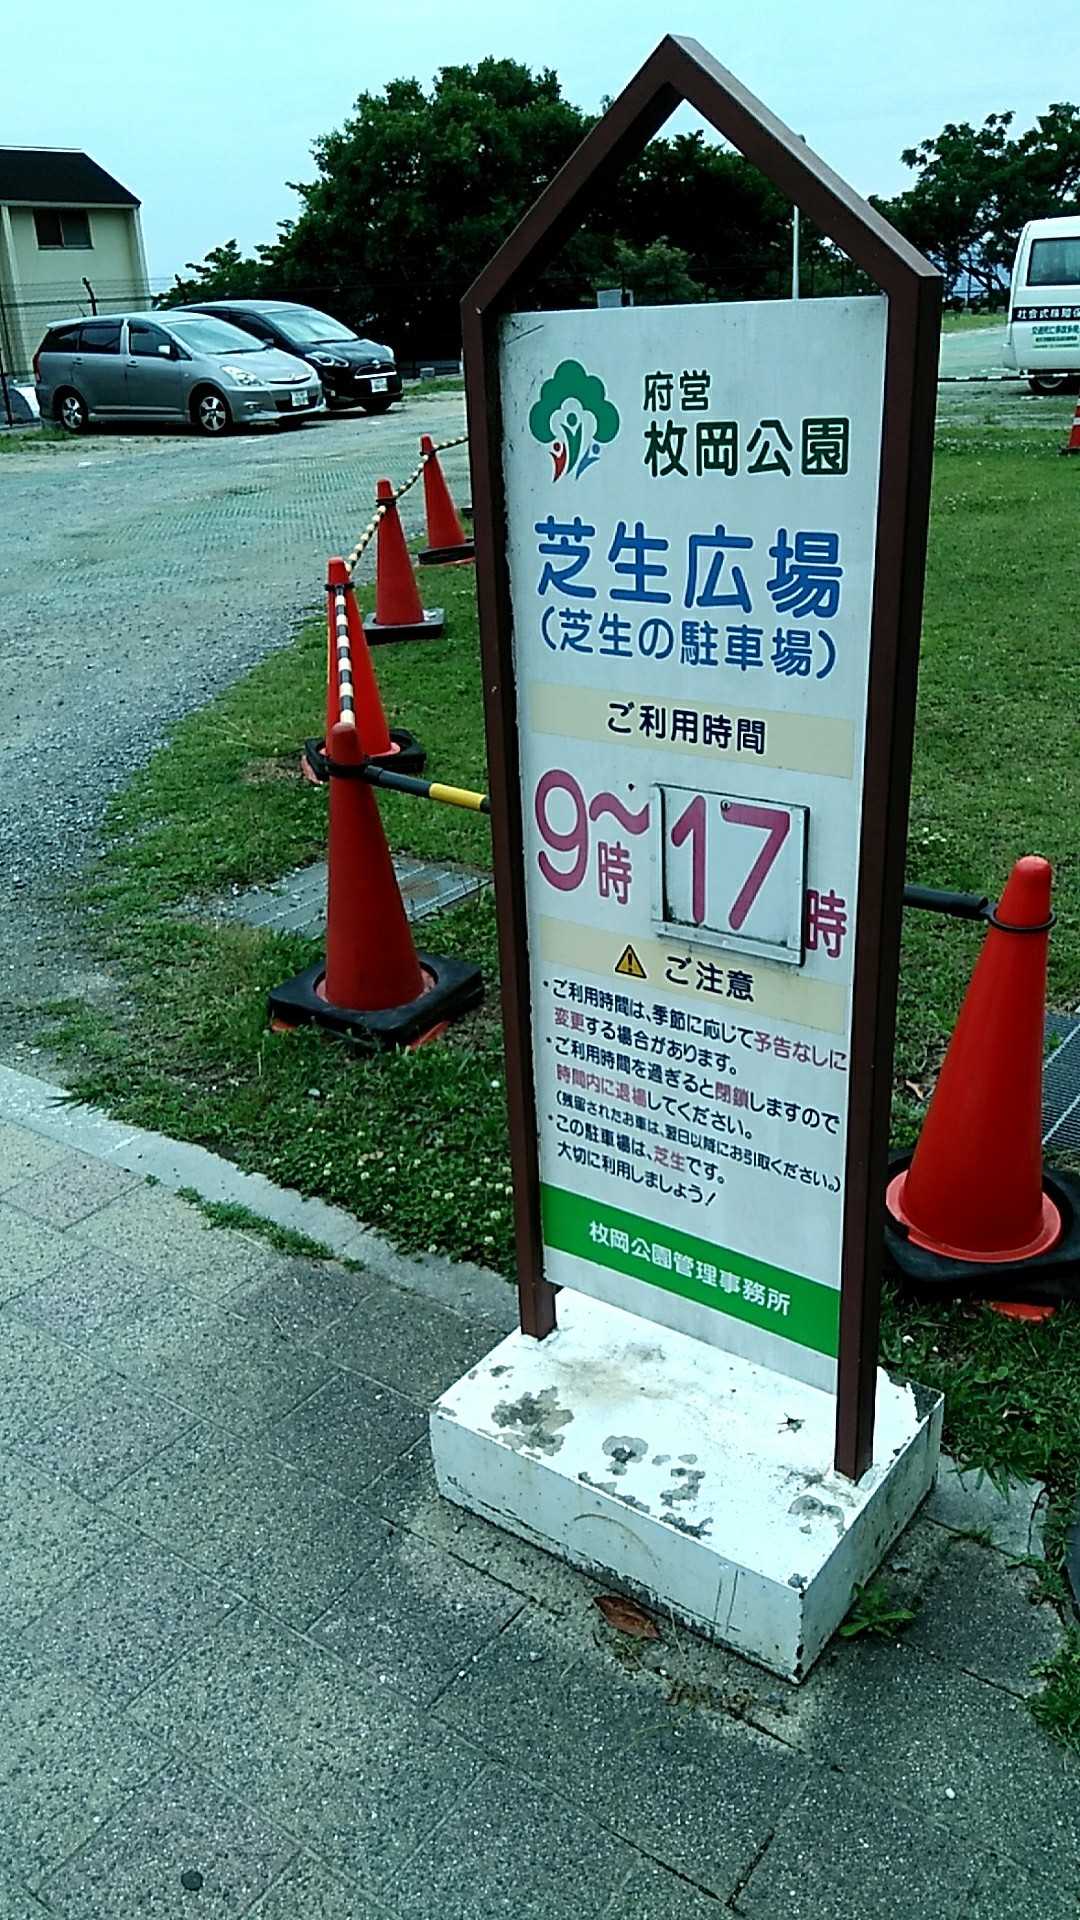 府営
枚岡公園
芝生広場
(芝生の駐車場)
ご利用時間
9時～17時
ご注意
・ご利用時間は、季節に応じて予告なしに
変更する場合があります。
・ご利用時間を過ぎると閉鎖しますので
時間内に退場してください。
(残留されたお車は、翌日以降にお引取ください。)
・この駐車場は、芝生です。
大切に利用しましょう!
枚岡公園管理事務所